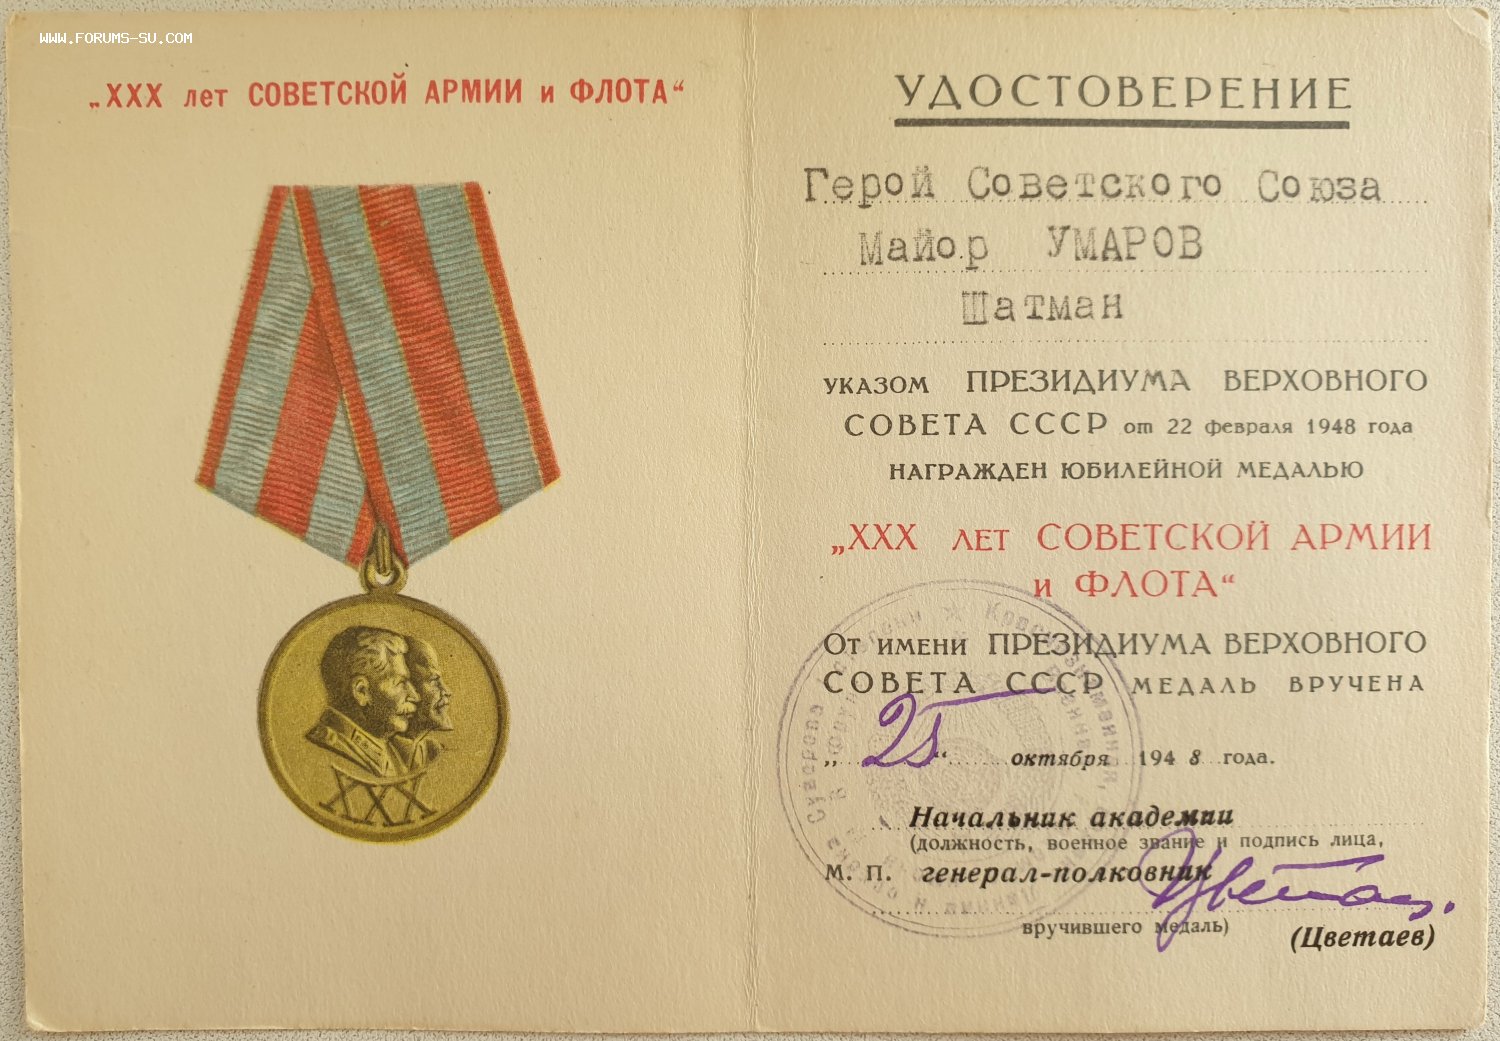 WWW.FORUMS-SU.COM
„XXX лет СОВЕТСКОЙ АРМИИ и ФЛОТА“
XXX
УДОСТОВЕРЕНИЕ
Герой Советского Союза
Майор УМАРОВ
Шатман
УКАЗОМ ПРЕЗИДИУМА ВЕРХОВНОГО
СОВЕТА СССР от 22 февраля 1948 года
НАГРАЖДЕН ЮБИЛЕЙНОЙ МЕДАЛЬЮ
„XXX ЛЕТ СОВЕТСКОЙ АРМИИ
и ФЛОТА“
От имени ПРЕЗИДИУМА ВЕРХОВНОГО
СОВЕТА СССР МЕДАЛЬ ВРУЧЕНА
„25“ октября 1948 года.
Начальник академии
(должность, военное звание и подпись лица,
М. П. генерал-полковник Цветаев
вручившего медаль)
(Цветаев)